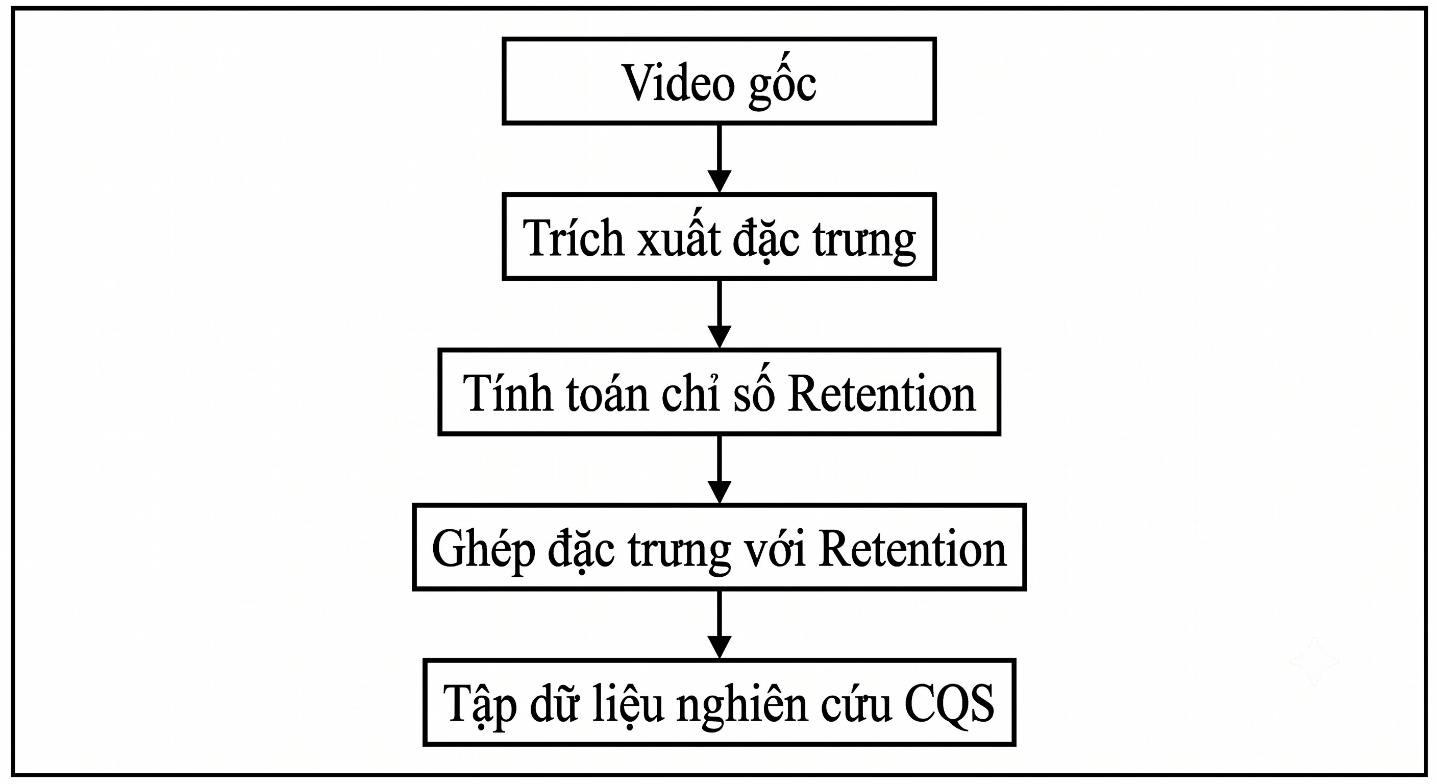 Video gốc
Trích xuất đặc trưng
Tính toán chỉ số Retention
Ghép đặc trưng với Retention
Tập dữ liệu nghiên cứu CQS